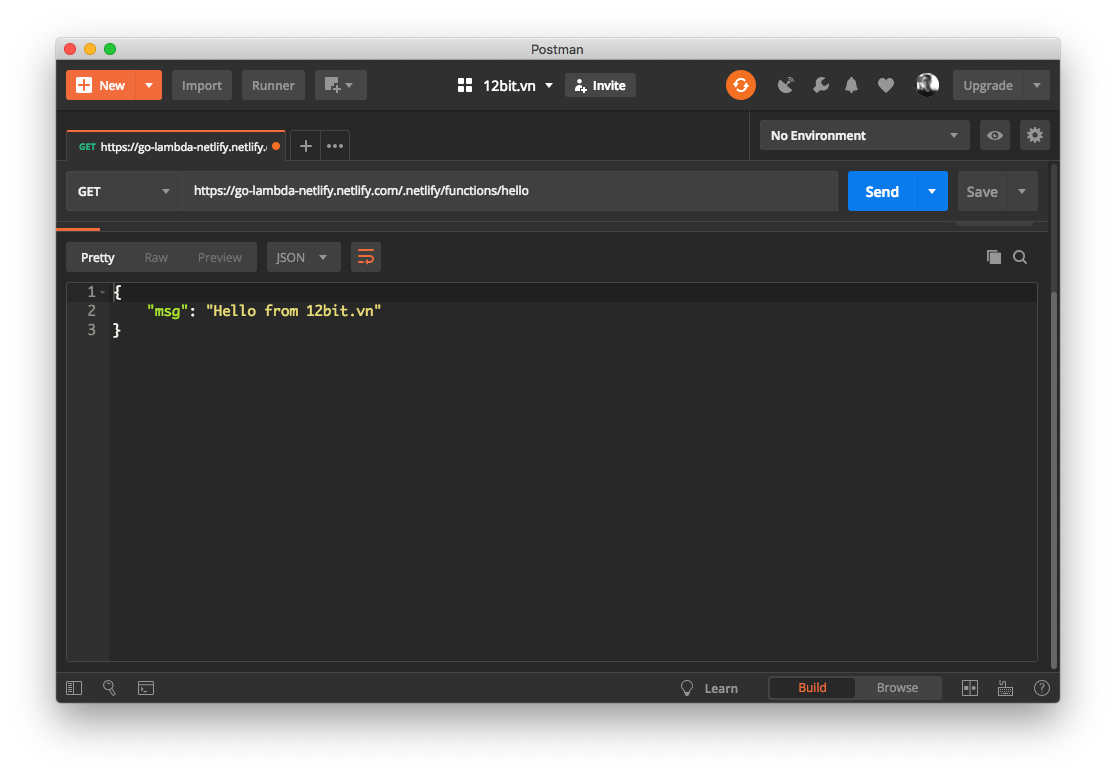 Postman
New Import Runner 12bit.vn Invite Upgrade
GET https://go-lambda-netlify.netlify. + ••• No Environment
GET https://go-lambda-netlify.netlify.com/.netlify/functions/hello Send Save
Pretty Raw Preview JSON
1 {
2 "msg": "Hello from 12bit.vn"
3 }
Learn Build Browse ?